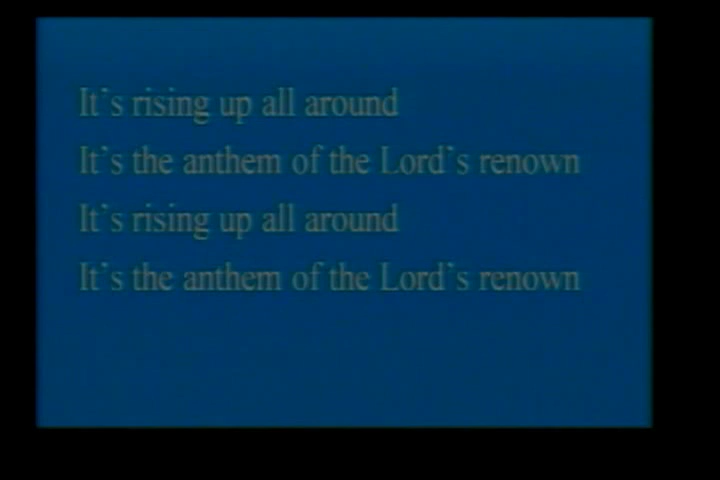 It's rising up all around
It's the anthem of the Lord's renown
It's rising up all around
It's the anthem of the Lord's renown